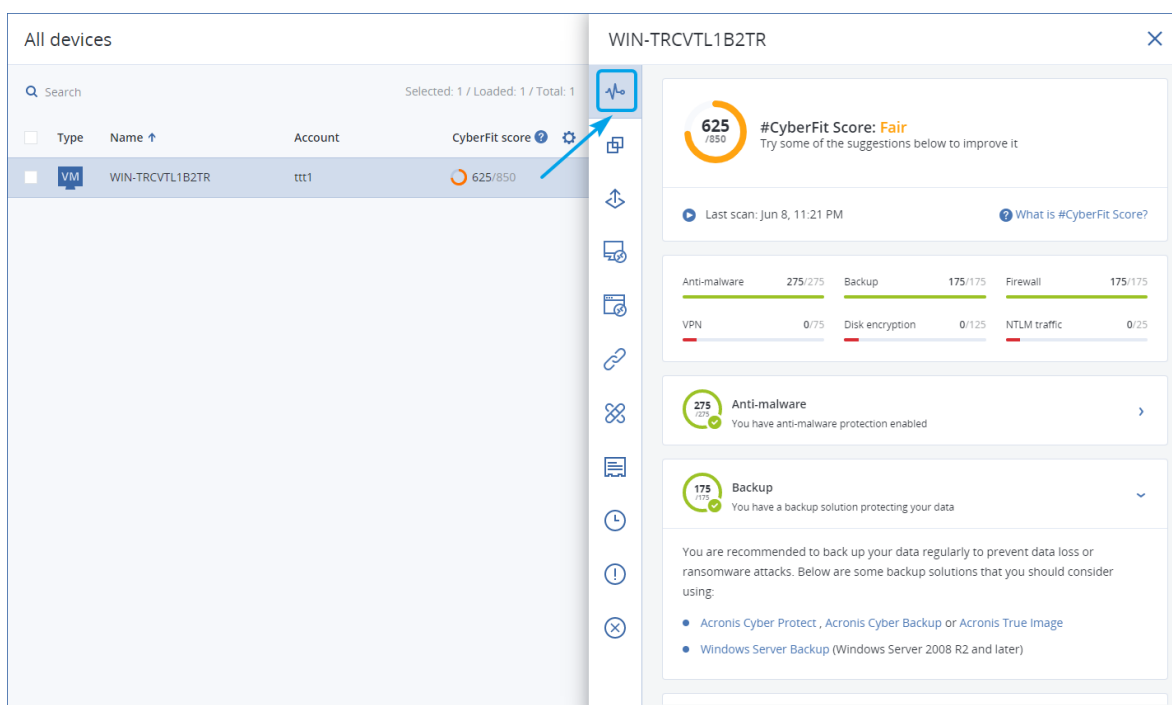 All devices
Search
Selected: 1 / Loaded: 1 / Total: 1
Type Name ↑ Account CyberFit score ?
VM WIN-TRCVTL1B2TR ttt1 625/850
WIN-TRCVTL1B2TR
625
/850
#CyberFit Score: Fair
Try some of the suggestions below to improve it
Last scan: Jun 8, 11:21 PM
? What is #CyberFit Score?
Anti-malware 275/275 Backup 175/175 Firewall 175/175
VPN 0/75 Disk encryption 0/125 NTLM traffic 0/25
275
/275
Anti-malware
You have anti-malware protection enabled
175
/175
Backup
You have a backup solution protecting your data
You are recommended to back up your data regularly to prevent data loss or
ransomware attacks. Below are some backup solutions that you should consider
using:
Acronis Cyber Protect , Acronis Cyber Backup or Acronis True Image
Windows Server Backup (Windows Server 2008 R2 and later)